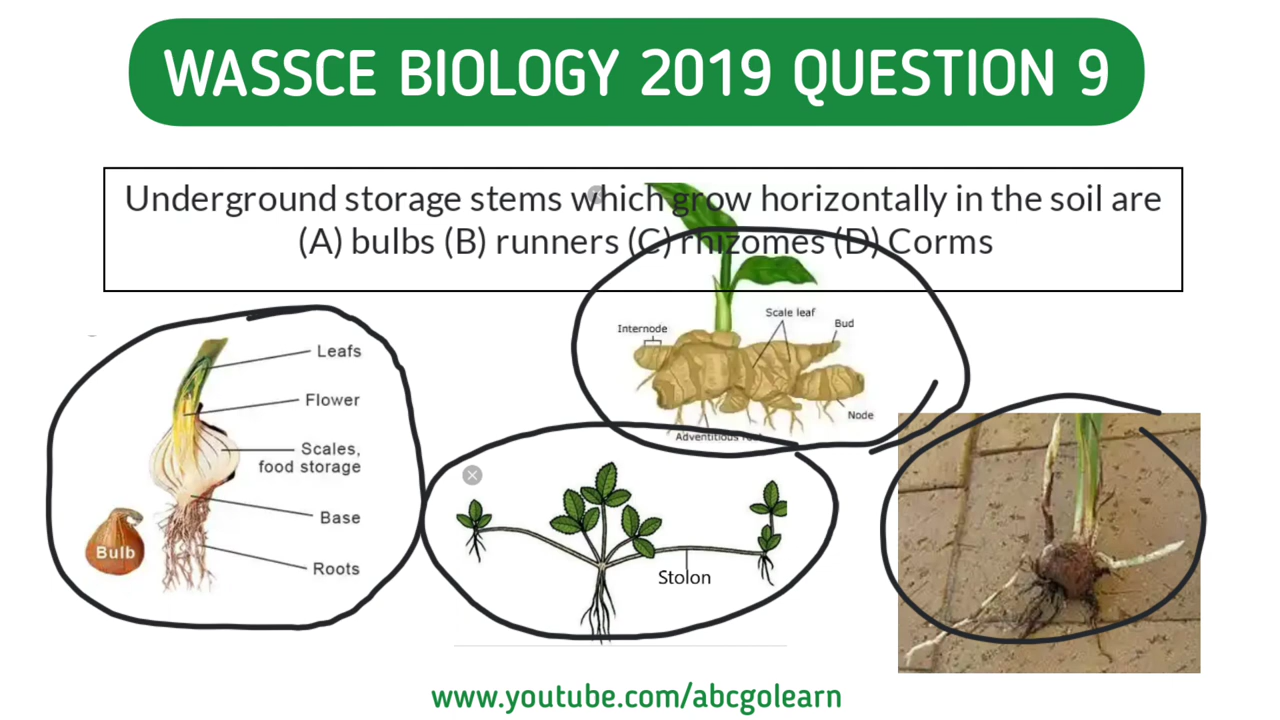 WASSCE BIOLOGY 2019 QUESTION 9
Underground storage stems which grow horizontally in the soil are
(A) bulbs (B) runners (C) rhizomes (D) Corms
Internode
Scale leaf
Bud
Node
Adventitious
Leafs
Flower
Scales,
food storage
Base
Roots
Bulb
Stolon
www.youtube.com/abcgolearn